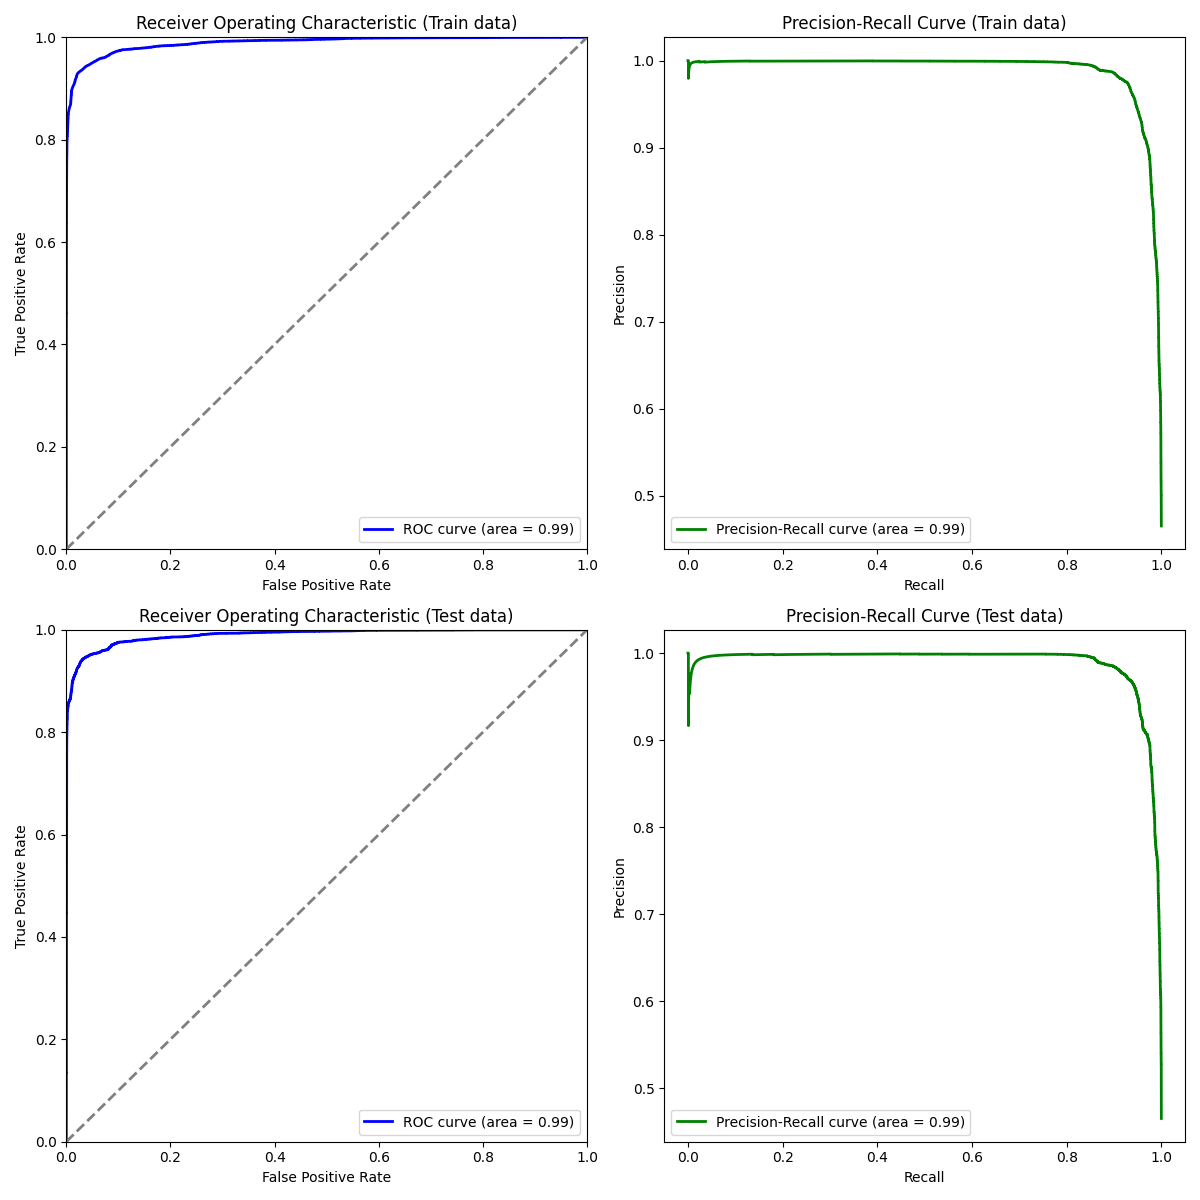 Receiver Operating Characteristic (Train data)
1.0
0.8
0.6
0.4
0.2
0.0
True Positive Rate
0.0 0.2 0.4 0.6 0.8 1.0
False Positive Rate
ROC curve (area = 0.99)
Precision-Recall Curve (Train data)
1.0
0.9
0.8
0.7
0.6
0.5
Precision
0.0 0.2 0.4 0.6 0.8 1.0
Recall
Precision-Recall curve (area = 0.99)
Receiver Operating Characteristic (Test data)
1.0
0.8
0.6
0.4
0.2
0.0
True Positive Rate
0.0 0.2 0.4 0.6 0.8 1.0
False Positive Rate
ROC curve (area = 0.99)
Precision-Recall Curve (Test data)
1.0
0.9
0.8
0.7
0.6
0.5
Precision
0.0 0.2 0.4 0.6 0.8 1.0
Recall
Precision-Recall curve (area = 0.99)